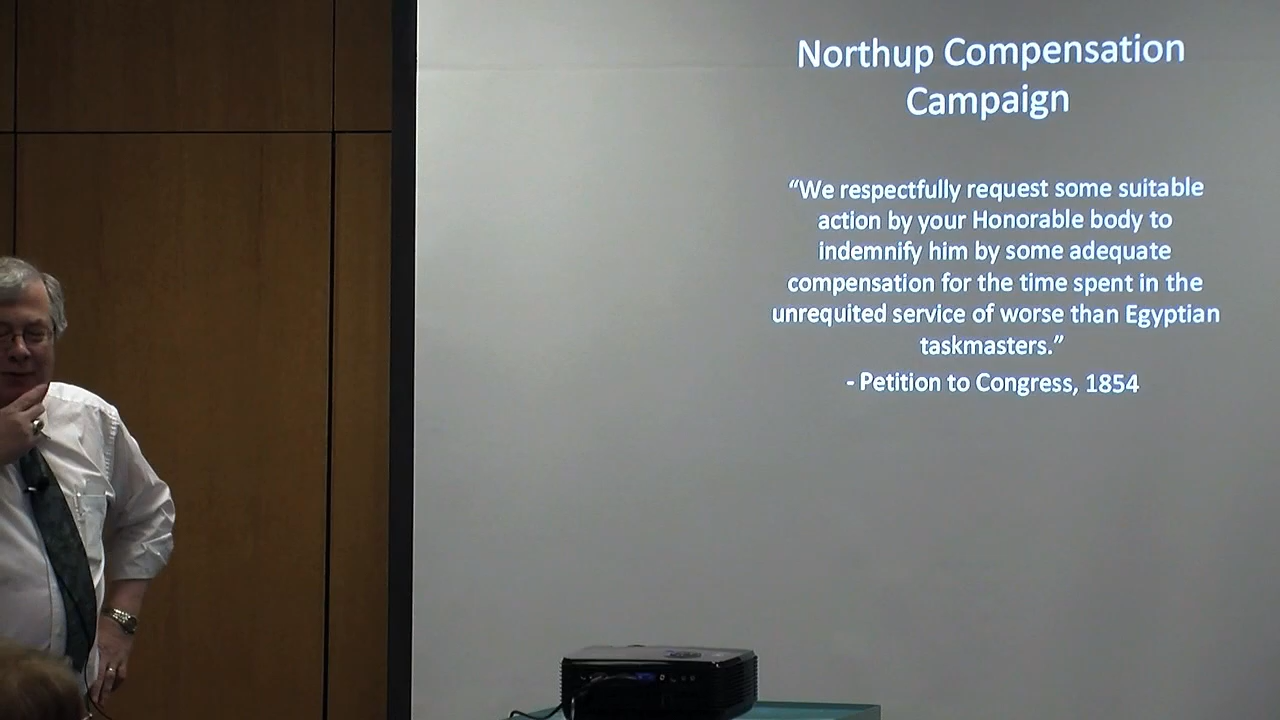 Northup Compensation
Campaign
“We respectfully request some suitable
action by your Honorable body to
indemnify him by some adequate
compensation for the time spent in the
unrequited service of worse than Egyptian
taskmasters.”
- Petition to Congress, 1854